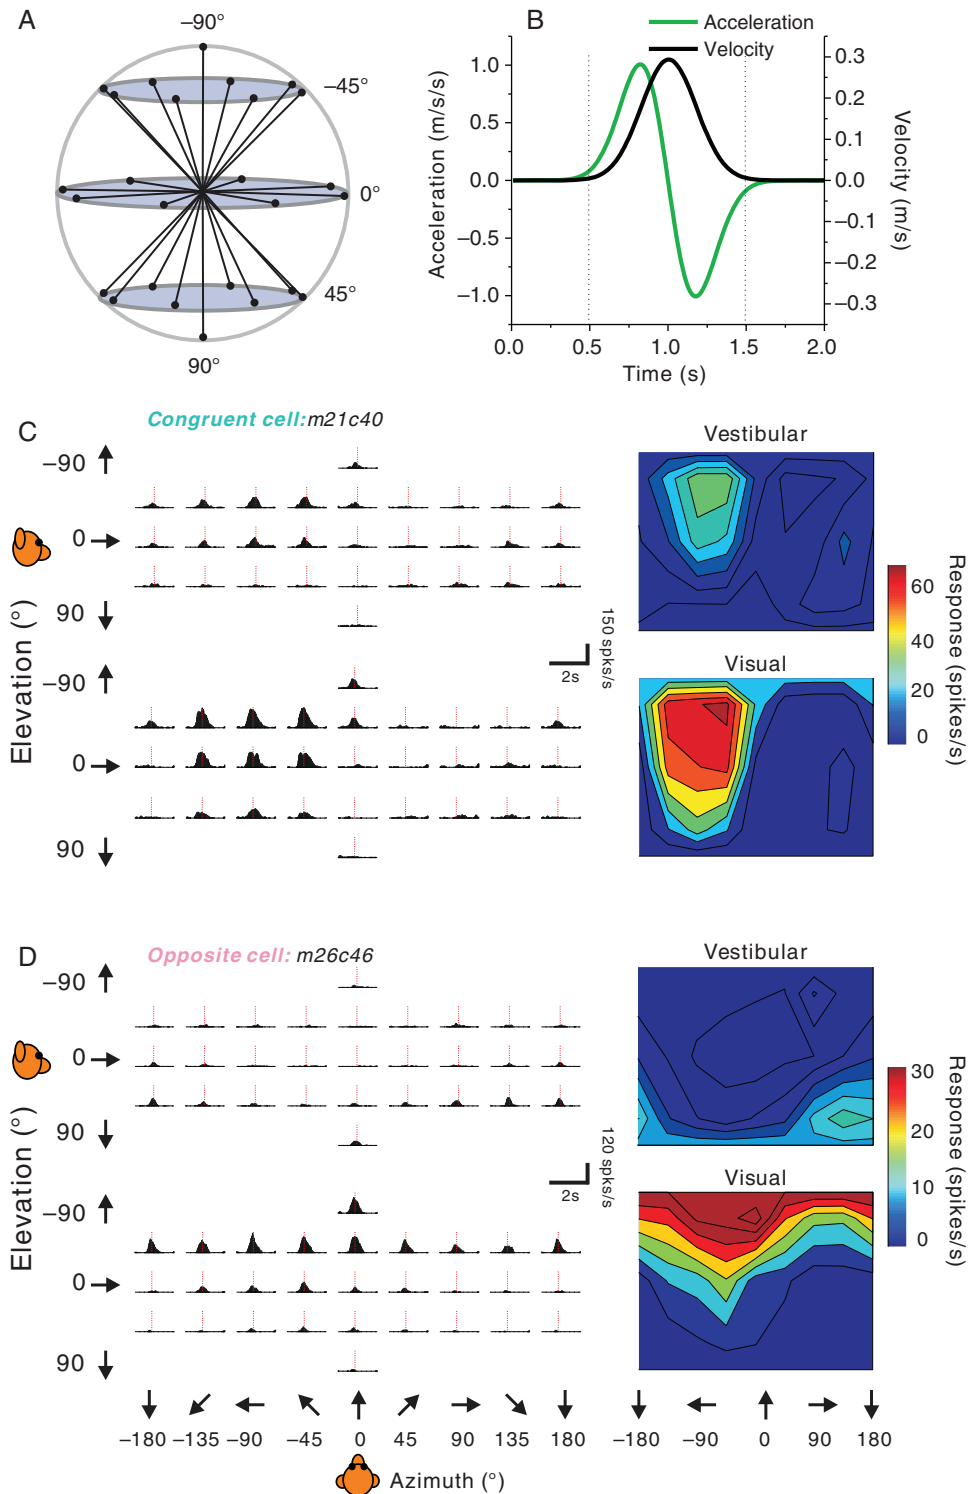 A
−90°
−45°
0°
45°
90°
B
Acceleration
Velocity
Acceleration (m/s/s)
1.0
0.5
0.0
−0.5
−1.0
0.3
0.2
0.1
0.0
−0.1
−0.2
−0.3
Velocity (m/s)
0.0 0.5 1.0 1.5 2.0
Time (s)
C
Congruent cell: m21c40
Elevation (°)
−90
0
90
−90
0
90
150 spks/s
2s
Vestibular
Visual
60
40
20
0
Response (spikes/s)
D
Opposite cell: m26c46
Elevation (°)
−90
0
90
−90
0
90
120 spks/s
2s
Vestibular
Visual
30
20
10
0
Response (spikes/s)
−180 −135 −90 −45 0 45 90 135 180
Azimuth (°)
−180 −90 0 90 180